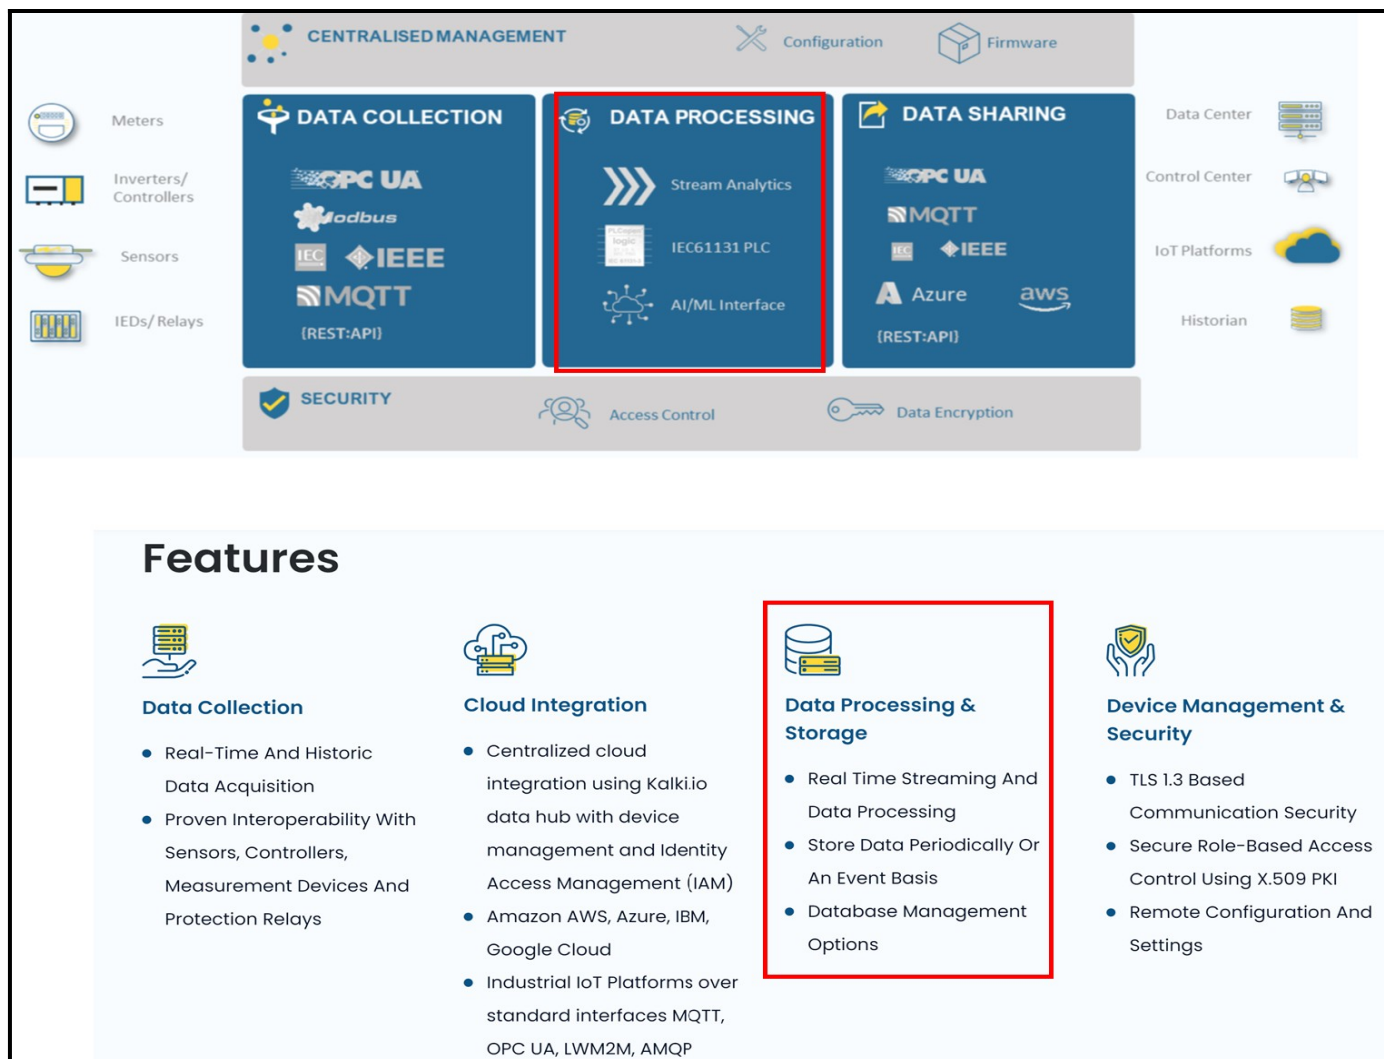 CENTRALISED MANAGEMENT
Configuration
Firmware
Meters
Inverters/
Controllers
Sensors
IEDs/Relays
DATA COLLECTION
OPC UA
Modbus
IEC
IEEE
MQTT
{REST:API}
DATA PROCESSING
Stream Analytics
PLCopen
logic
IEC61131 PLC
AI/ML Interface
DATA SHARING
OPC UA
MQTT
IEC
IEEE
Azure
aws
{REST:API}
Data Center
Control Center
IoT Platforms
Historian
SECURITY
Access Control
Data Encryption
Features
Data Collection
• Real-Time And Historic
Data Acquisition
• Proven Interoperability With
Sensors, Controllers,
Measurement Devices And
Protection Relays
Cloud Integration
• Centralized cloud
integration using Kalki.io
data hub with device
management and Identity
Access Management (IAM)
• Amazon AWS, Azure, IBM,
Google Cloud
• Industrial IoT Platforms over
standard interfaces MQTT,
OPC UA, LWM2M, AMQP
Data Processing &
Storage
• Real Time Streaming And
Data Processing
• Store Data Periodically Or
An Event Basis
• Database Management
Options
Device Management &
Security
• TLS 1.3 Based
Communication Security
• Secure Role-Based Access
Control Using X.509 PKI
• Remote Configuration And
Settings